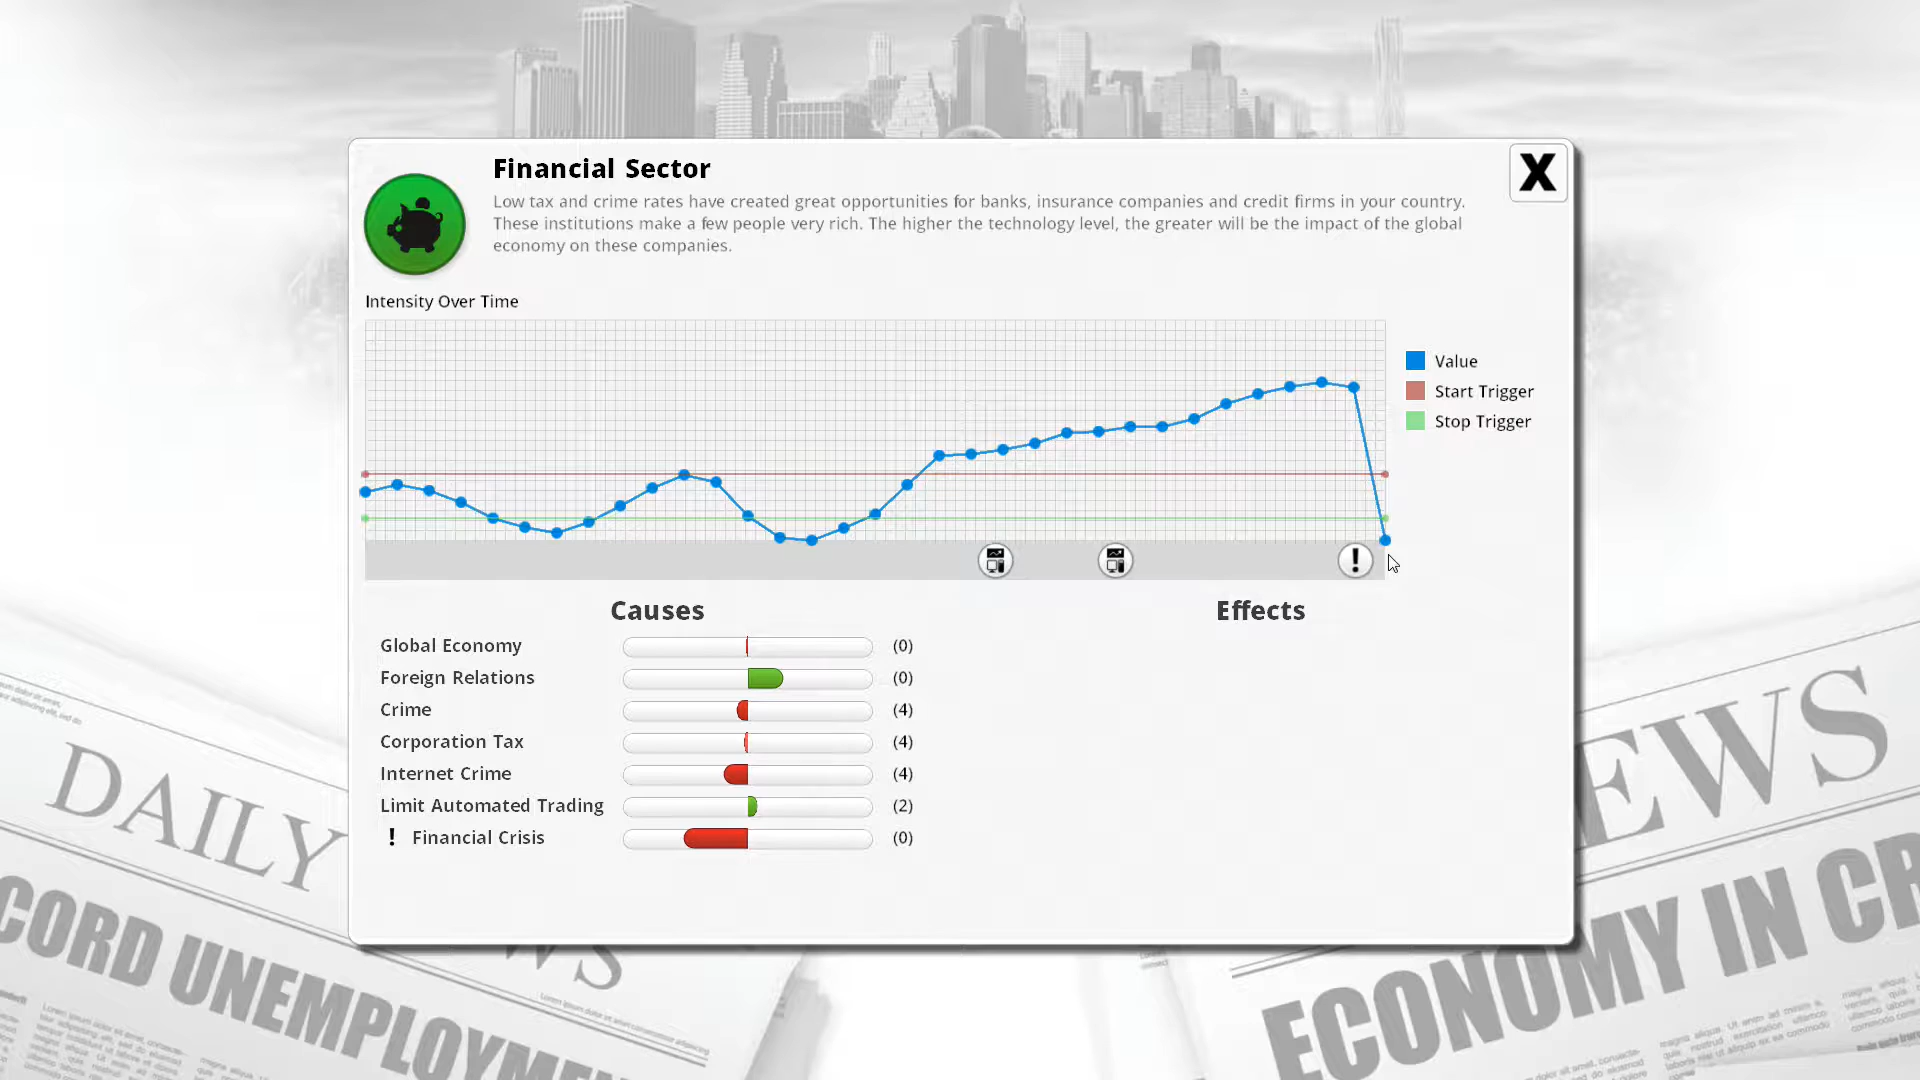 Financial Sector
X
Low tax and crime rates have created great opportunities for banks, insurance companies and credit firms in your country.
These institutions make a few people very rich. The higher the technology level, the greater will be the impact of the global
economy on these companies.
Intensity Over Time
Value
Start Trigger
Stop Trigger
!
Causes
Effects
Global Economy (0)
Foreign Relations (0)
Crime (4)
Corporation Tax (4)
Internet Crime (4)
Limit Automated Trading (2)
! Financial Crisis (0)
DAILY
EWS
CORD UNEMPLOYME
WS
ECONOMY IN CR